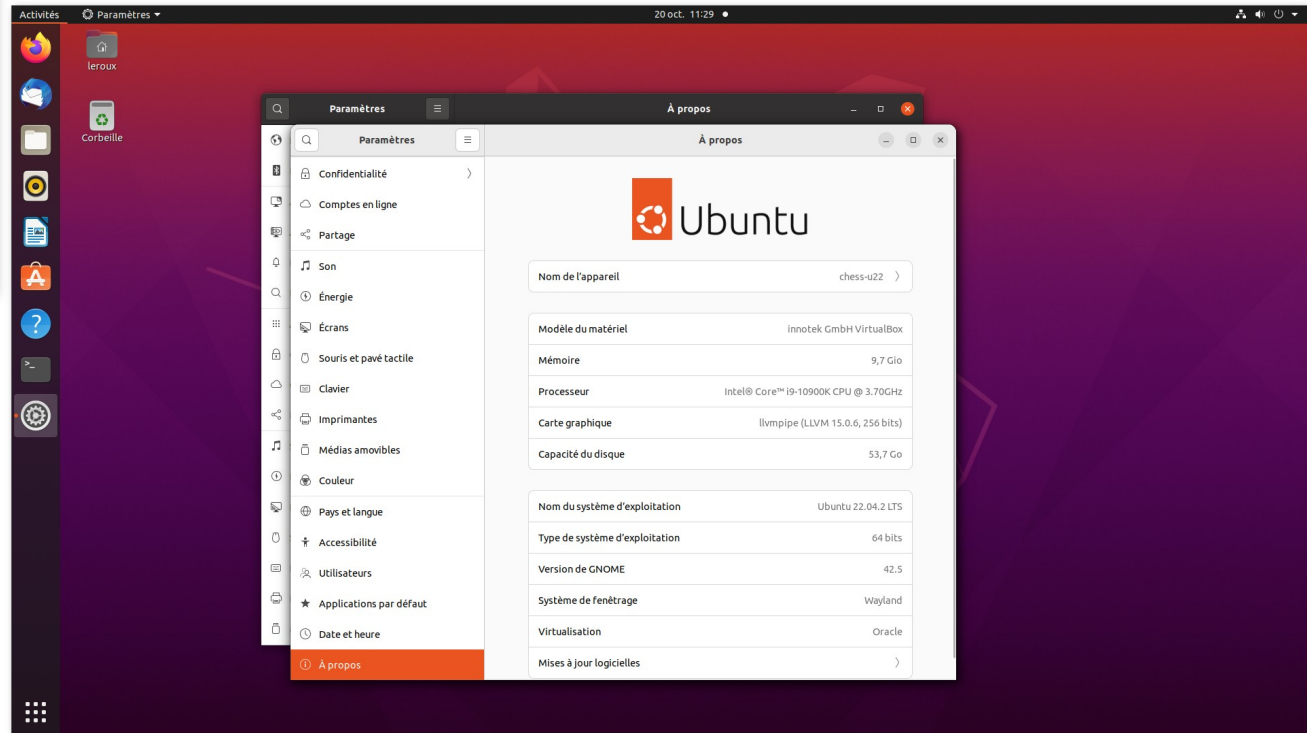 Activités
Paramètres
20 oct. 11:29
leroux
Corbeille
Paramètres
À propos
Paramètres
À propos
Confidentialité
Comptes en ligne
Partage
Son
Énergie
Écrans
Souris et pavé tactile
Clavier
Imprimantes
Médias amovibles
Couleur
Pays et langue
Accessibilité
Utilisateurs
Applications par défaut
Date et heure
À propos
Ubuntu
Nom de l'appareil chess-u22
Modèle du matériel innotek GmbH VirtualBox
Mémoire 9,7 Gio
Processeur Intel® Core™ i9-10900K CPU @ 3.70GHz
Carte graphique llvmpipe (LLVM 15.0.6, 256 bits)
Capacité du disque 53,7 Go
Nom du système d'exploitation Ubuntu 22.04.2 LTS
Type de système d'exploitation 64 bits
Version de GNOME 42.5
Système de fenêtrage Wayland
Virtualisation Oracle
Mises à jour logicielles